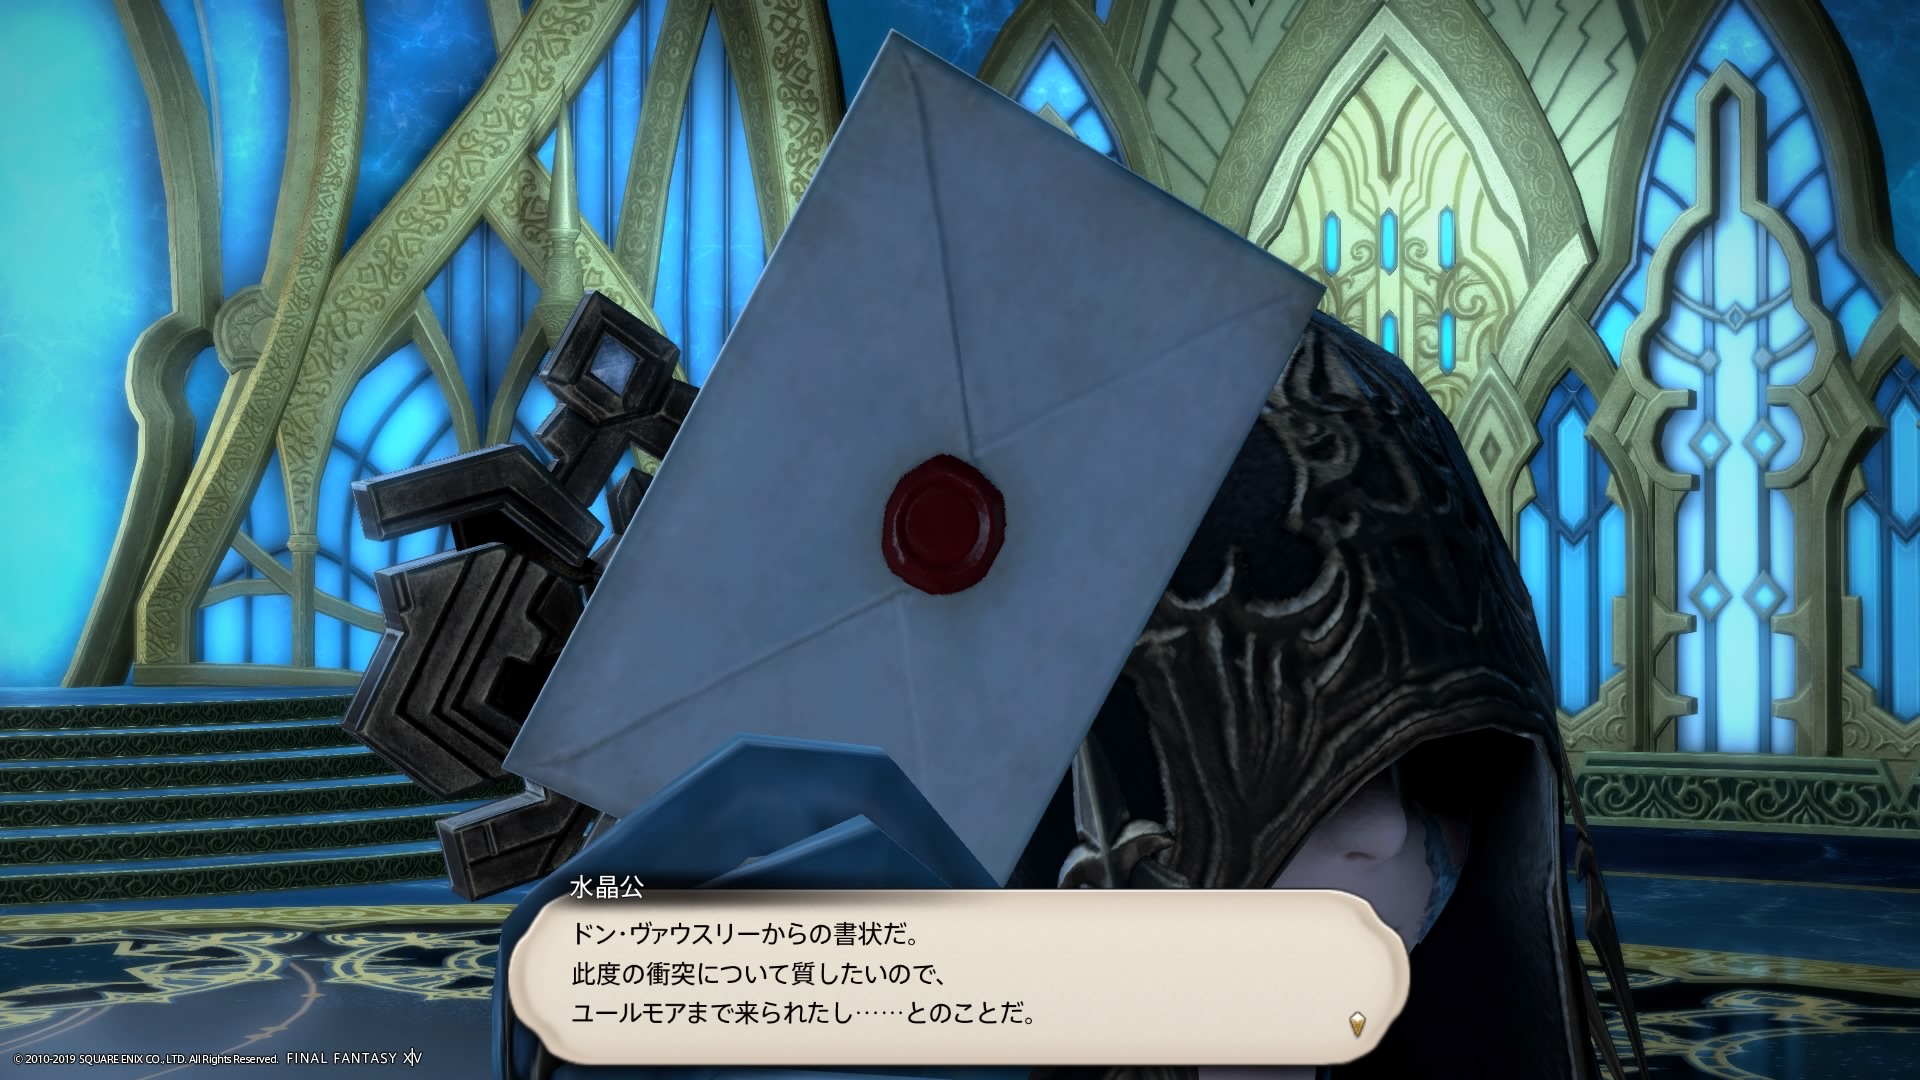 水晶公
ドン・ヴァウスリーからの書状だ。
此度の衝突について質したいので、
ユールモアまで来られたし……とのことだ。
© 2010-2019 SQUARE ENIX CO., LTD. All Rights Reserved. FINAL FANTASY XIV